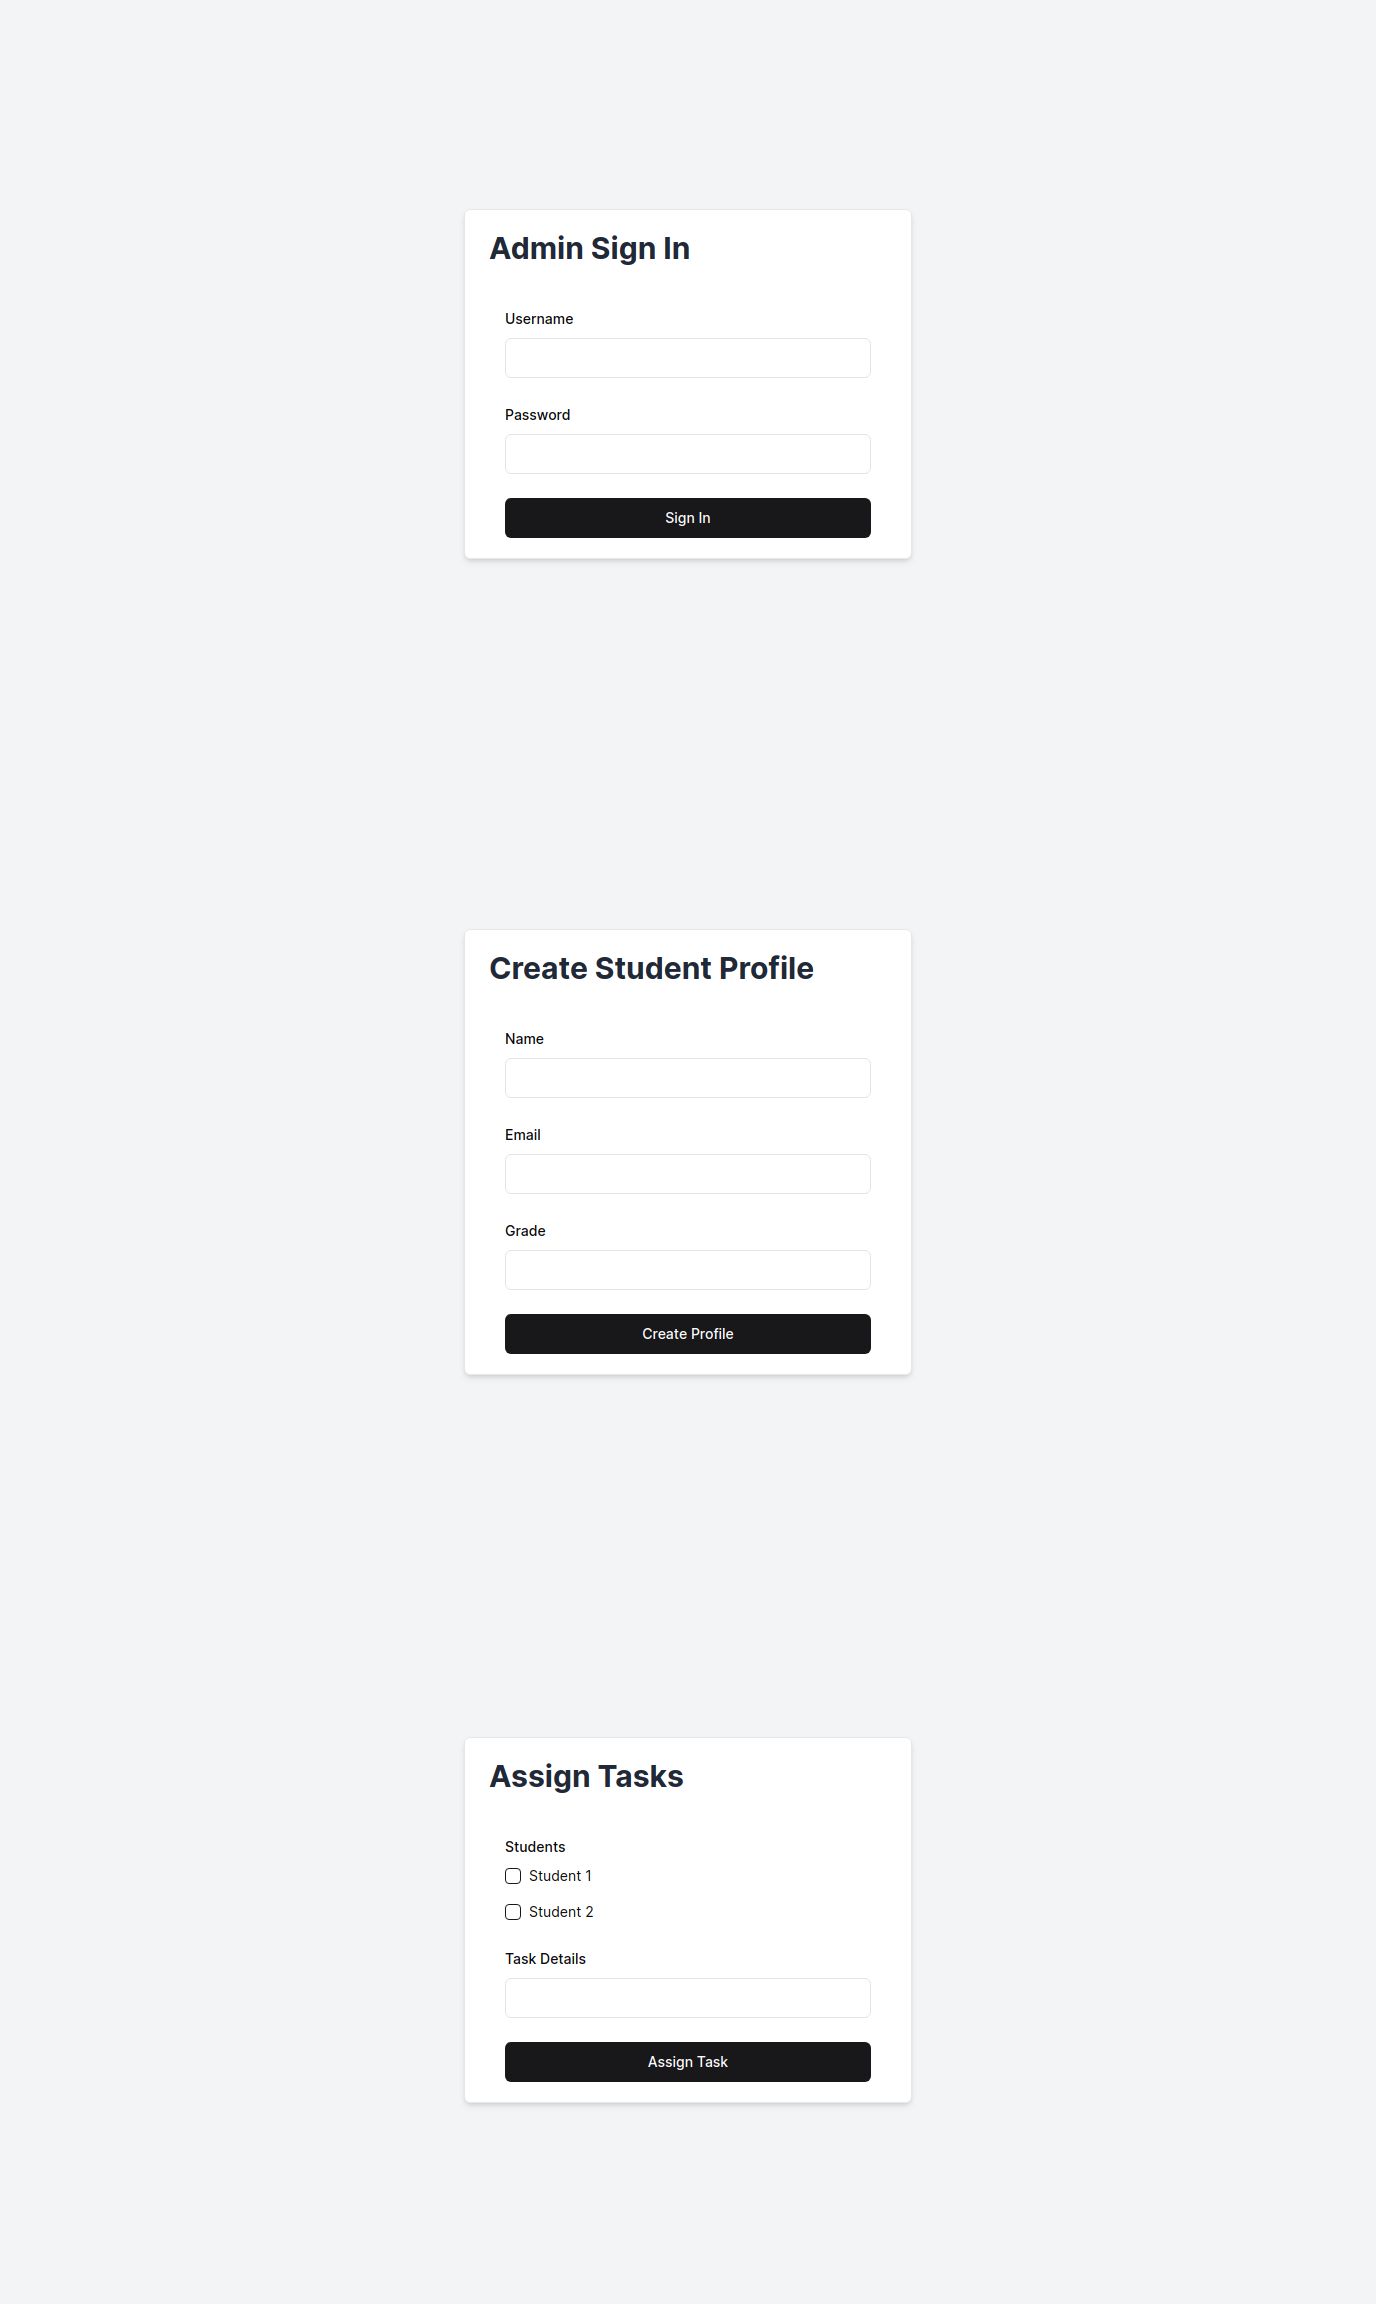 Admin Sign In
Username
Password
Sign In
Create Student Profile
Name
Email
Grade
Create Profile
Assign Tasks
Students
Student 1
Student 2
Task Details
Assign Task